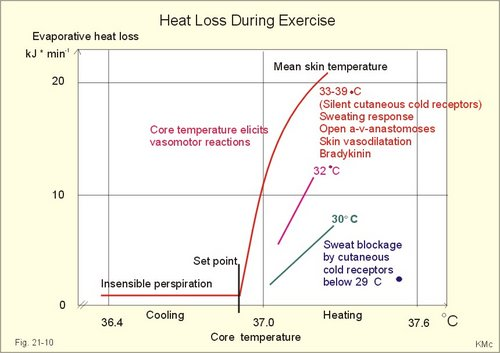 Heat Loss During Exercise
Evaporative heat loss
kJ * min⁻¹
20
10
0
Mean skin temperature
33-39 •C
(Silent cutaneous cold receptors)
Sweating response
Open a-v-anastomoses
Skin vasodilatation
Bradykinin
Core temperature elicits
vasomotor reactions
32 °C
30° C
Set point
Sweat blockage
by cutaneous
cold receptors
below 29 C
Insensible perspiration
36.4
Cooling
37.0
Heating
37.6
°C
Core temperature
Fig. 21-10
KMc